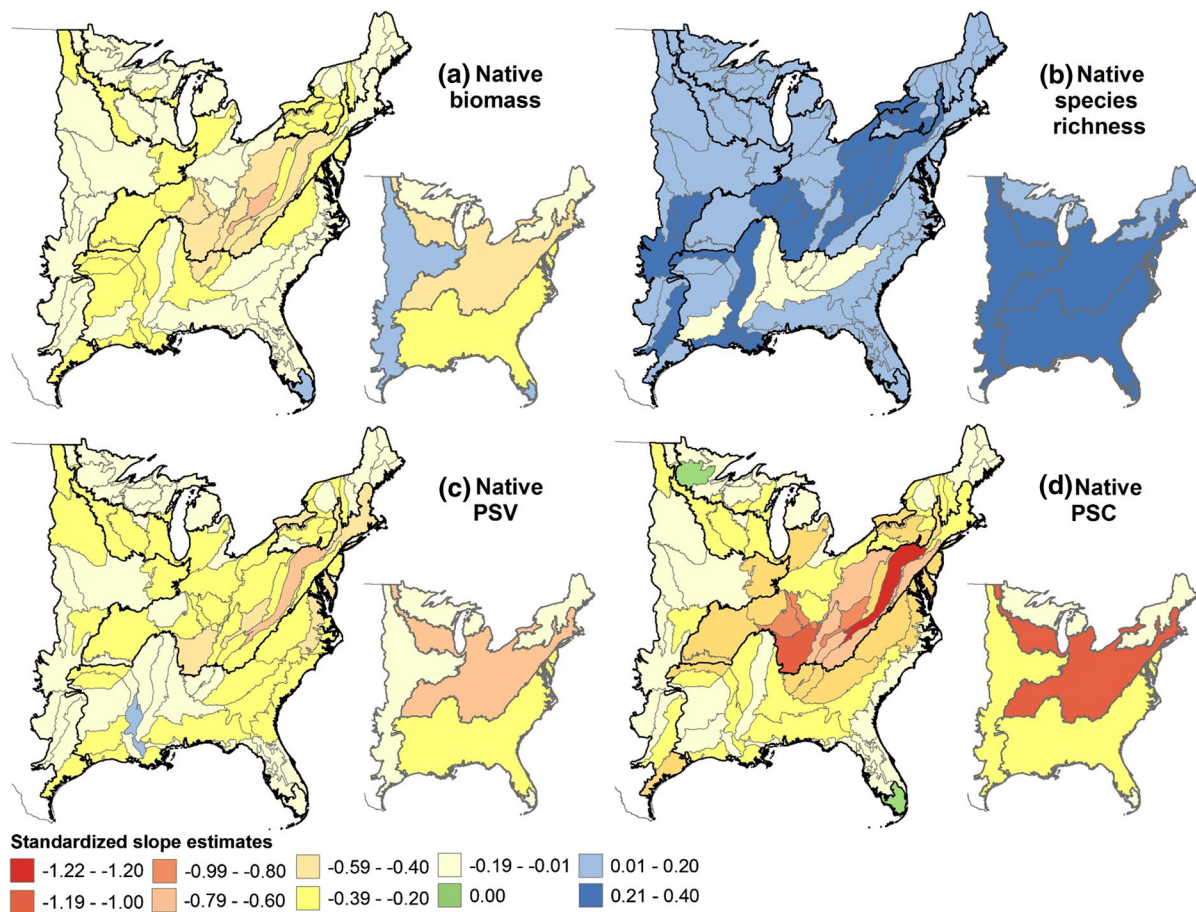 (a) Native
biomass
(b) Native
species
richness
(c) Native
PSV
(d) Native
PSC
Standardized slope estimates
-1.22 - -1.20
-0.99 - -0.80
-0.59 - -0.40
-0.19 - -0.01
0.01 - 0.20
-1.19 - -1.00
-0.79 - -0.60
-0.39 - -0.20
0.00
0.21 - 0.40